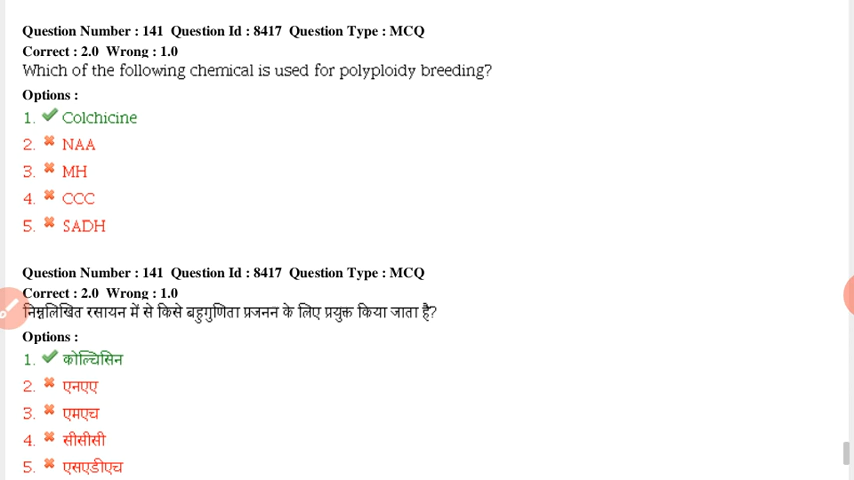 Question Number : 141 Question Id : 8417 Question Type : MCQ
Correct : 2.0 Wrong : 1.0
Which of the following chemical is used for polyploidy breeding?
Options :
1. Colchicine
2. NAA
3. MH
4. CCC
5. SADH
Question Number : 141 Question Id : 8417 Question Type : MCQ
Correct : 2.0 Wrong : 1.0
निम्नलिखित रसायन में से किसे बहुगुणिता प्रजनन के लिए प्रयुक्त किया जाता है?
Options :
1. कोल्चिसिन
2. एनएए
3. एमएच
4. सीसीसी
5. एसएडीएच